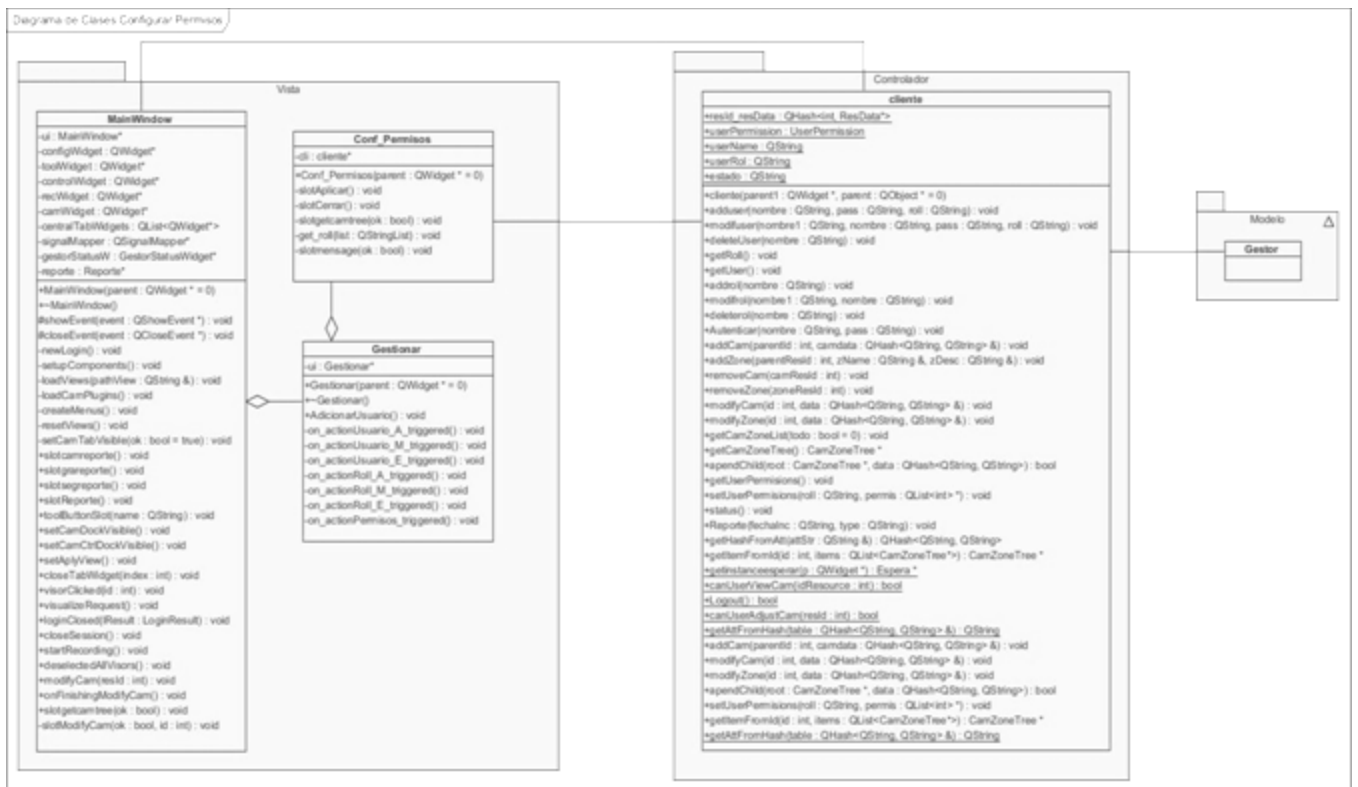 Diagrama de Clases Configurar Permisos
Vista
MainWindow
-ui : MainWindow*
-configWidget : QWidget*
-toolWidget : QWidget*
-controlWidget : QWidget*
-recWidget : QWidget*
-camWidget : QWidget*
-centralTabWidgets : QList<QWidget*>
-signalMapper : QSignalMapper*
-gestorStatusW : GestorStatusWidget*
-reporte : Reporte*
+MainWindow(parent : QWidget * = 0)
+~MainWindow()
#showEvent(event : QShowEvent *) : void
#closeEvent(event : QCloseEvent *) : void
-newLogin() : void
-setupComponents() : void
-loadViews(pathView : QString &) : void
-loadCamPlugins() : void
-createMenus() : void
-resetViews() : void
-setCamTabVisible(ok : bool = true) : void
+slotcamreporte() : void
+slotgrareporte() : void
+slotsegreporte() : void
+slotReporte() : void
+toolButtonSlot(name : QString) : void
+setCamDockVisible() : void
+setCamCtrlDockVisible() : void
+setAplyView() : void
+closeTabWidget(index : int) : void
+visorClicked(id : int) : void
+visualizeRequest() : void
+loginClosed(lResult : LoginResult) : void
+closeSession() : void
+startRecording() : void
+deselectedAllVisors() : void
+modifyCam(resId : int) : void
+onFinishingModifyCam() : void
+slotgetcamtree(ok : bool) : void
-slotModifyCam(ok : bool, id : int) : void
Conf_Permisos
-cli : cliente*
+Conf_Permisos(parent : QWidget * = 0)
-slotAplicar() : void
-slotCerrar() : void
-slotgetcamtree(ok : bool) : void
-get_roll(list : QStringList) : void
-slotmensage(ok : bool) : void
Gestionar
-ui : Gestionar*
+Gestionar(parent : QWidget * = 0)
+~Gestionar()
+AdicionarUsuario() : void
-on_actionUsuario_A_triggered() : void
-on_actionUsuario_M_triggered() : void
-on_actionUsuario_E_triggered() : void
-on_actionRoll_A_triggered() : void
-on_actionRoll_M_triggered() : void
-on_actionRoll_E_triggered() : void
-on_actionPermisos_triggered() : void
Controlador
cliente
+resId_resData : QHash<int, ResData*>
+userPermission : UserPermission
+userName : QString
+userRol : QString
+estado : QString
+cliente(parent1 : QWidget *, parent : QObject * = 0)
+adduser(nombre : QString, pass : QString, roll : QString) : void
+modifuser(nombre1 : QString, nombre : QString, pass : QString, roll : QString) : void
+deleteUser(nombre : QString) : void
+getRoll() : void
+getUser() : void
+addrol(nombre : QString) : void
+modifrol(nombre1 : QString, nombre : QString) : void
+deleterol(nombre : QString) : void
+Autenticar(nombre : QString, pass : QString) : void
+addCam(parentId : int, camdata : QHash<QString, QString> &) : void
+addZone(parentResId : int, zName : QString &, zDesc : QString &) : void
+removeCam(camResId : int) : void
+removeZone(zoneResId : int) : void
+modifyCam(id : int, data : QHash<QString, QString> &) : void
+modifyZone(id : int, data : QHash<QString, QString> &) : void
+getCamZoneList(todo : bool = 0) : void
+getCamZoneTree() : CamZoneTree *
+apendChild(root : CamZoneTree *, data : QHash<QString, QString>) : bool
+getUserPermisions() : void
+setUserPermisions(roll : QString, permis : QList<int> *) : void
+status() : void
+Reporte(fechaInc : QString, type : QString) : void
+getHashFromAtt(attStr : QString &) : QHash<QString, QString>
+getItemFromId(id : int, items : QList<CamZoneTree*>) : CamZoneTree *
+getinstanceesperar(p : QWidget *) : Espera *
+canUserViewCam(idResource : int) : bool
+Logout() : bool
+canUserAdjustCam(resId : int) : bool
+getAttFromHash(table : QHash<QString, QString> &) : QString
+addCam(parentId : int, camdata : QHash<QString, QString> &) : void
+modifyCam(id : int, data : QHash<QString, QString> &) : void
+modifyZone(id : int, data : QHash<QString, QString> &) : void
+apendChild(root : CamZoneTree *, data : QHash<QString, QString>) : bool
+setUserPermisions(roll : QString, permis : QList<int> *) : void
+getItemFromId(id : int, items : QList<CamZoneTree*>) : CamZoneTree *
+getAttFromHash(table : QHash<QString, QString> &) : QString
Modelo
Gestor